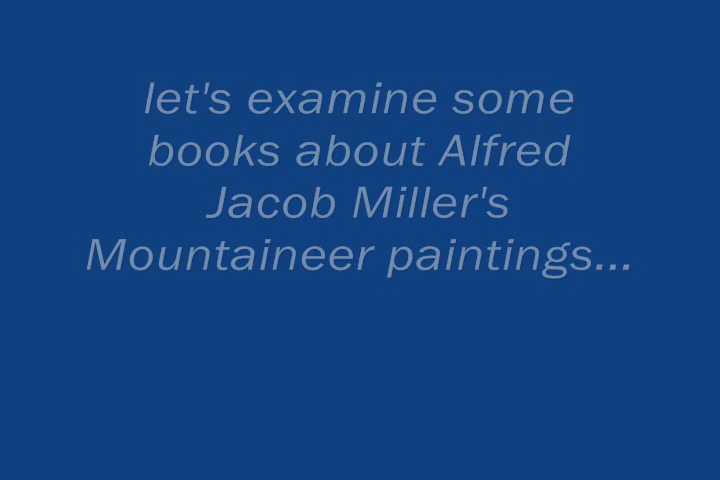 let's examine some
books about Alfred
Jacob Miller's
Mountaineer paintings...